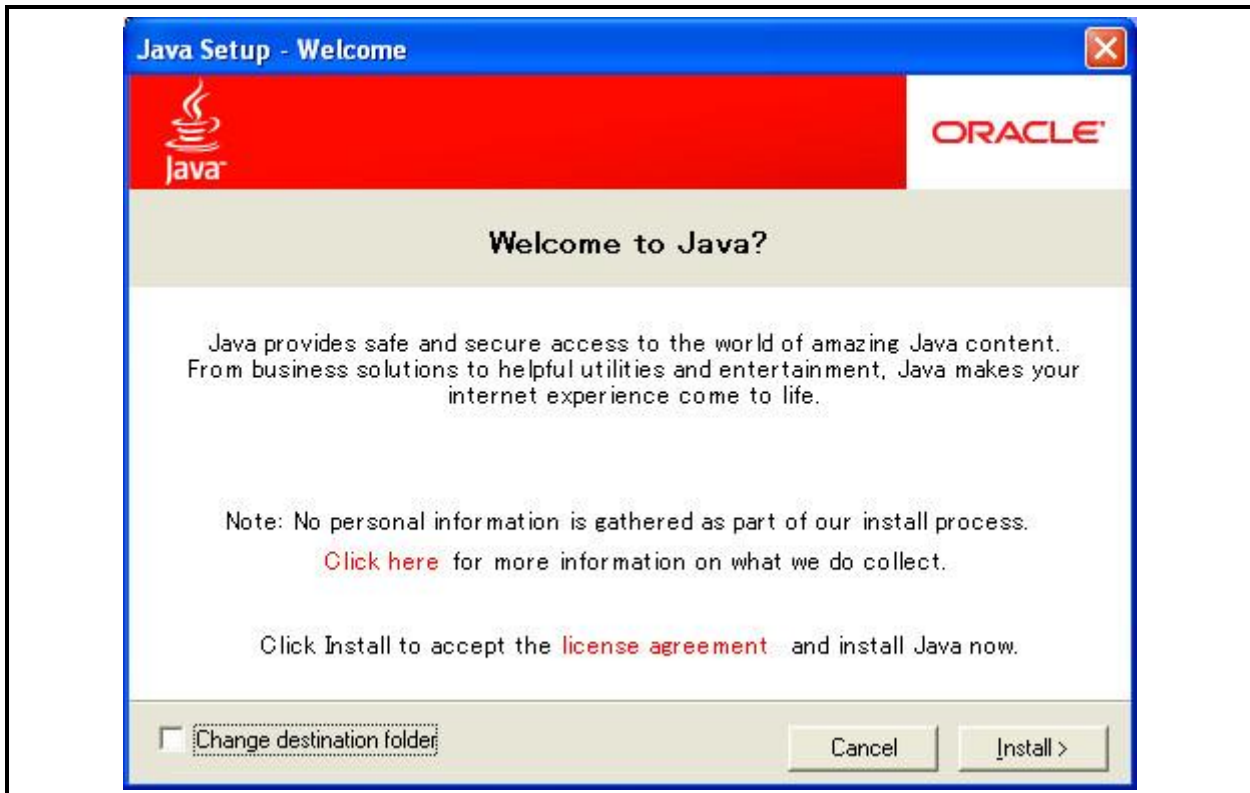 Java Setup - Welcome
Java™
ORACLE®
Welcome to Java?
Java provides safe and secure access to the world of amazing Java content.
From business solutions to helpful utilities and entertainment, Java makes your
internet experience come to life.
Note: No personal information is gathered as part of our install process.
Click here for more information on what we do collect.
Click Install to accept the license agreement and install Java now.
Change destination folder
Cancel
Install >